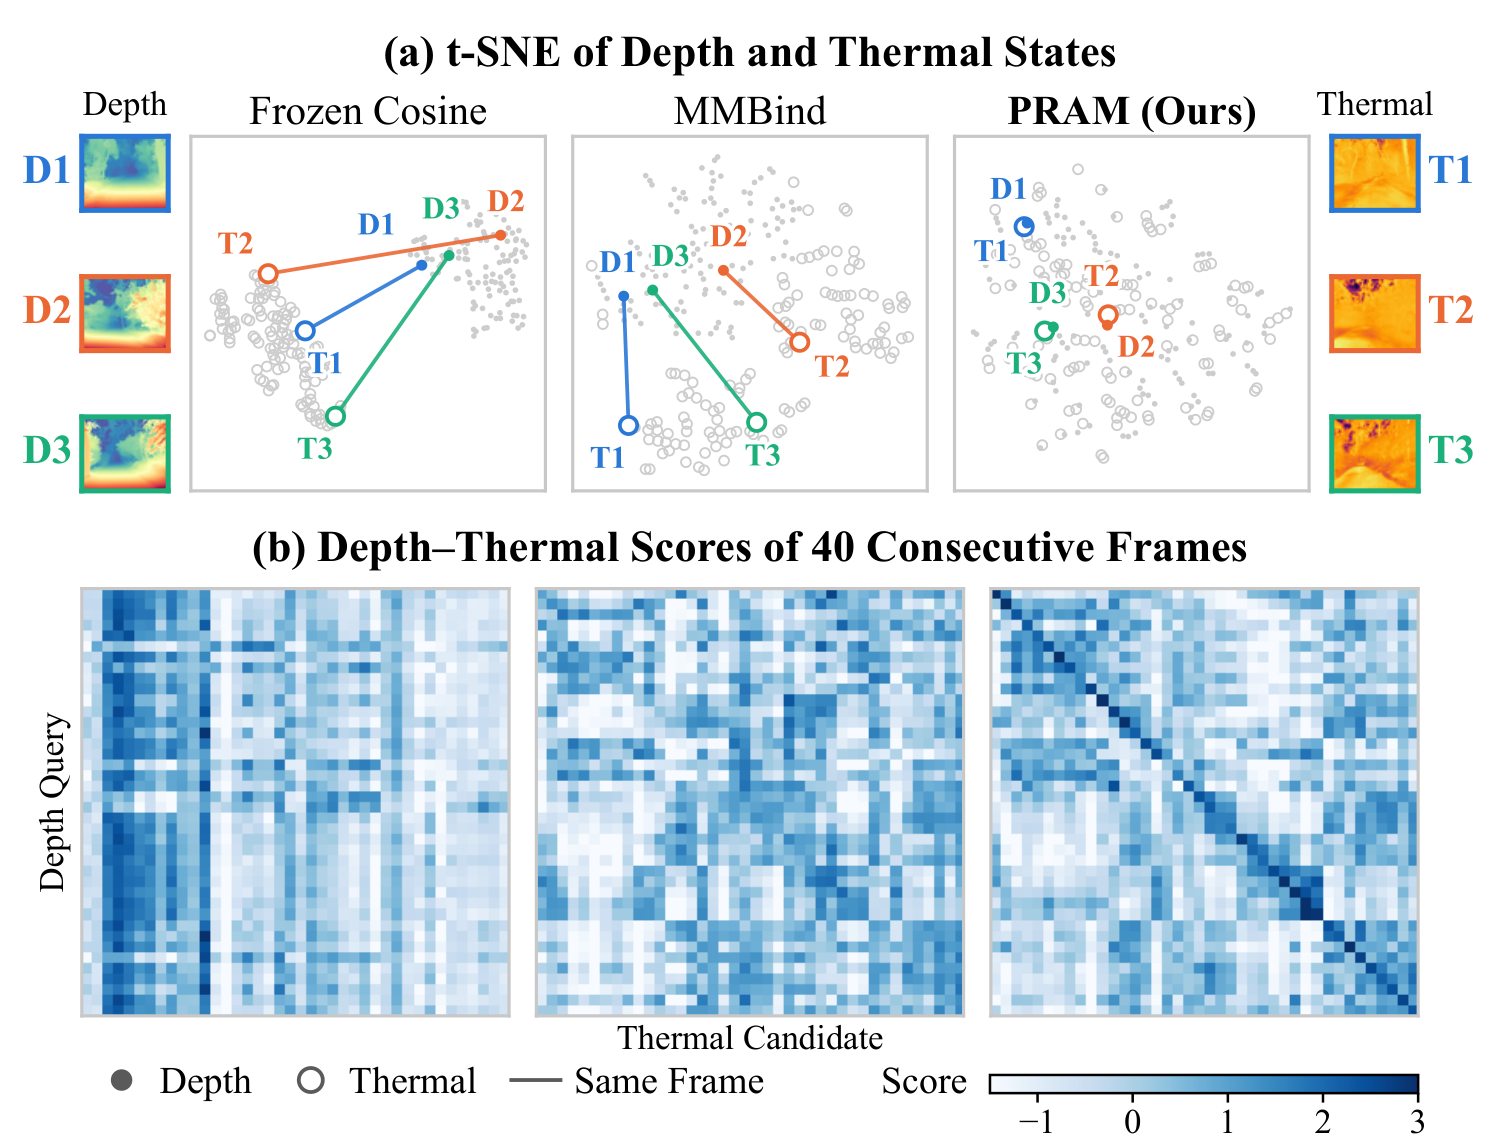 (a) t-SNE of Depth and Thermal States
Depth
Frozen Cosine
MMBind
PRAM (Ours)
Thermal
D1
D2
D3
D1
D3
D2
T2
T1
T3
D1
D3
D2
T2
T1
T3
D1
T1
T2
D3
D2
T3
T1
T2
T3
(b) Depth–Thermal Scores of 40 Consecutive Frames
Depth Query
Thermal Candidate
Depth
Thermal
Same Frame
Score
−1
0
1
2
3